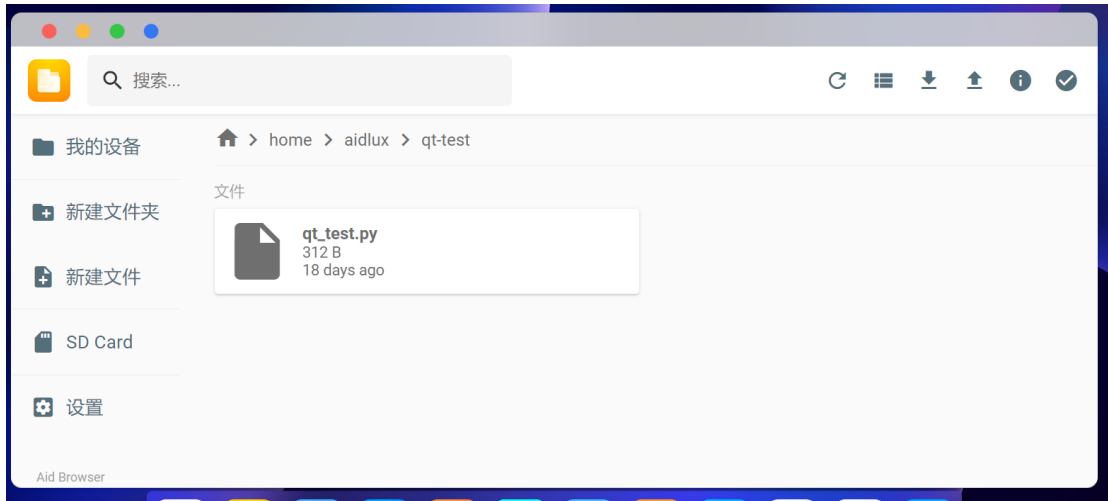 搜索...
我的设备
新建文件夹
新建文件
SD Card
设置
Aid Browser
home > aidlux > qt-test
文件
qt_test.py
312 B
18 days ago